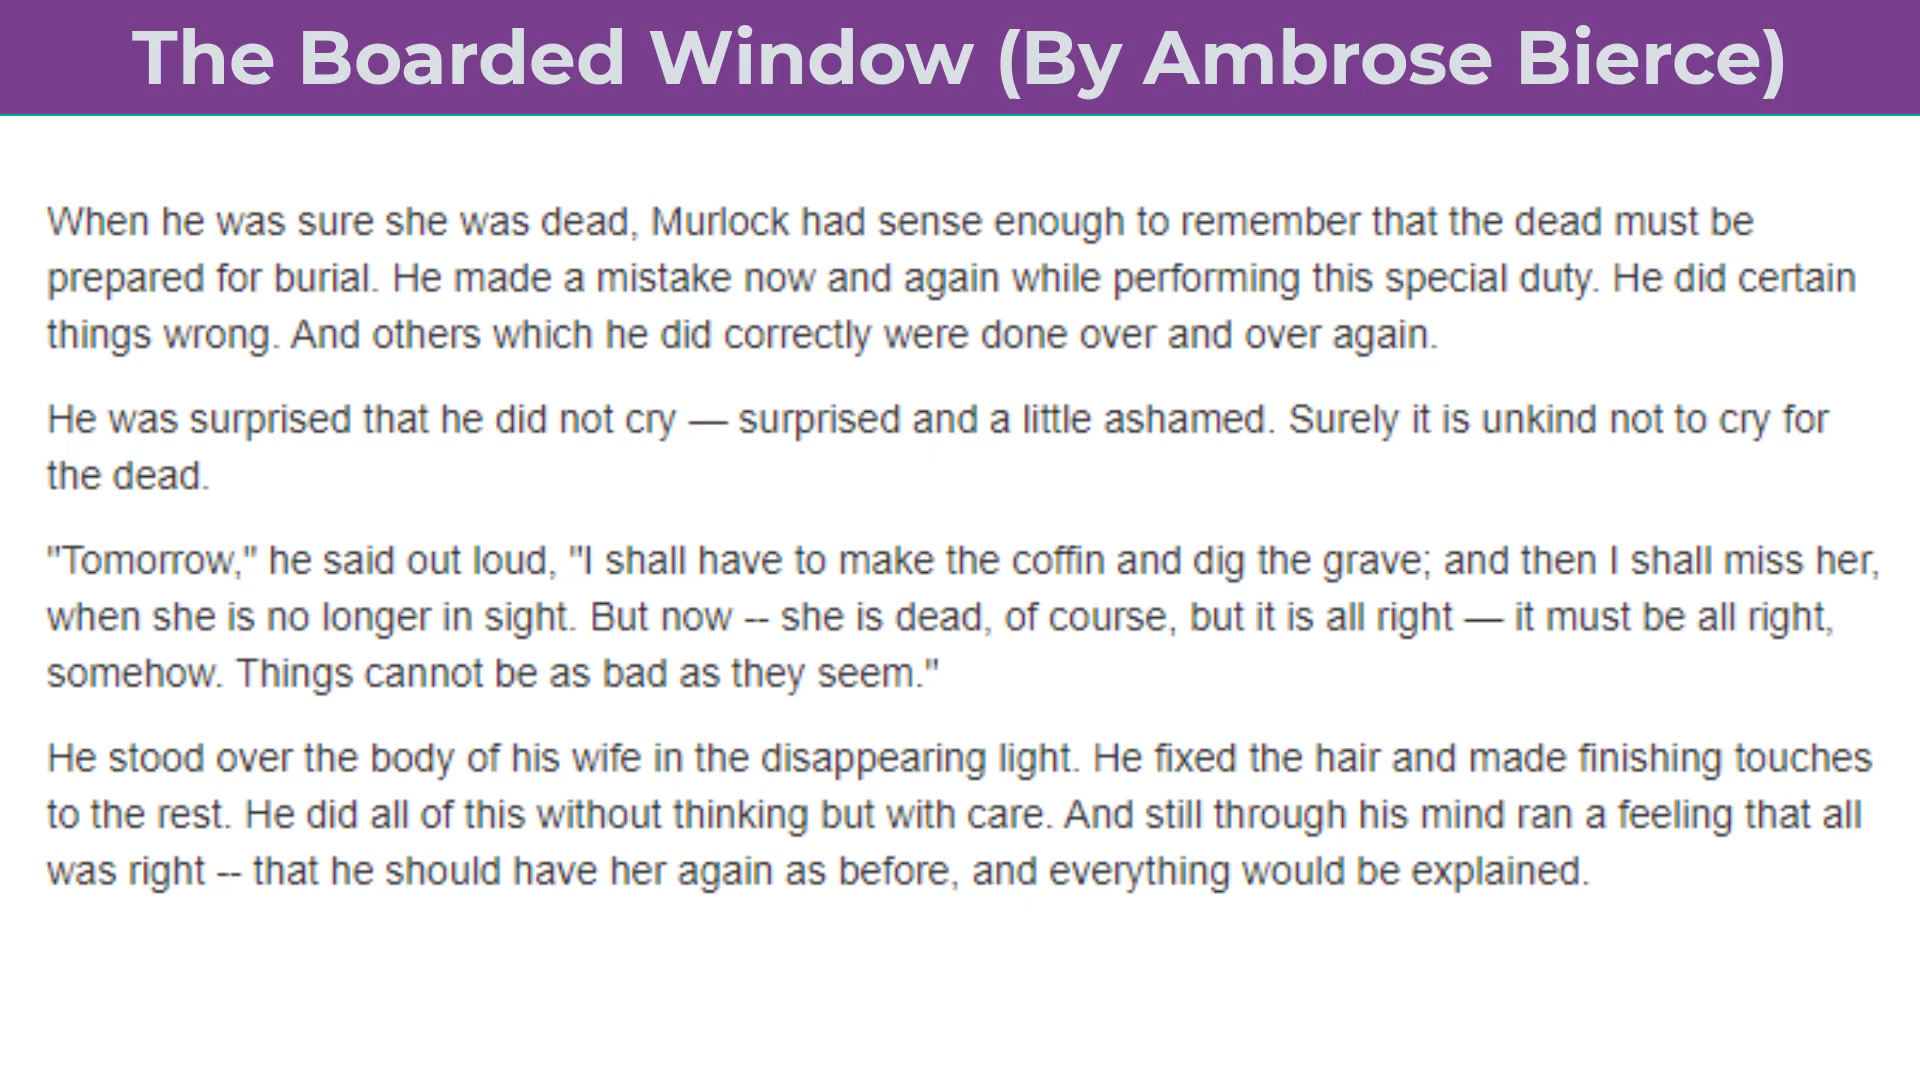 The Boarded Window (By Ambrose Bierce)
When he was sure she was dead, Murlock had sense enough to remember that the dead must be
prepared for burial. He made a mistake now and again while performing this special duty. He did certain
things wrong. And others which he did correctly were done over and over again.
He was surprised that he did not cry — surprised and a little ashamed. Surely it is unkind not to cry for
the dead.
"Tomorrow," he said out loud, "I shall have to make the coffin and dig the grave; and then I shall miss her,
when she is no longer in sight. But now -- she is dead, of course, but it is all right — it must be all right,
somehow. Things cannot be as bad as they seem."
He stood over the body of his wife in the disappearing light. He fixed the hair and made finishing touches
to the rest. He did all of this without thinking but with care. And still through his mind ran a feeling that all
was right -- that he should have her again as before, and everything would be explained.